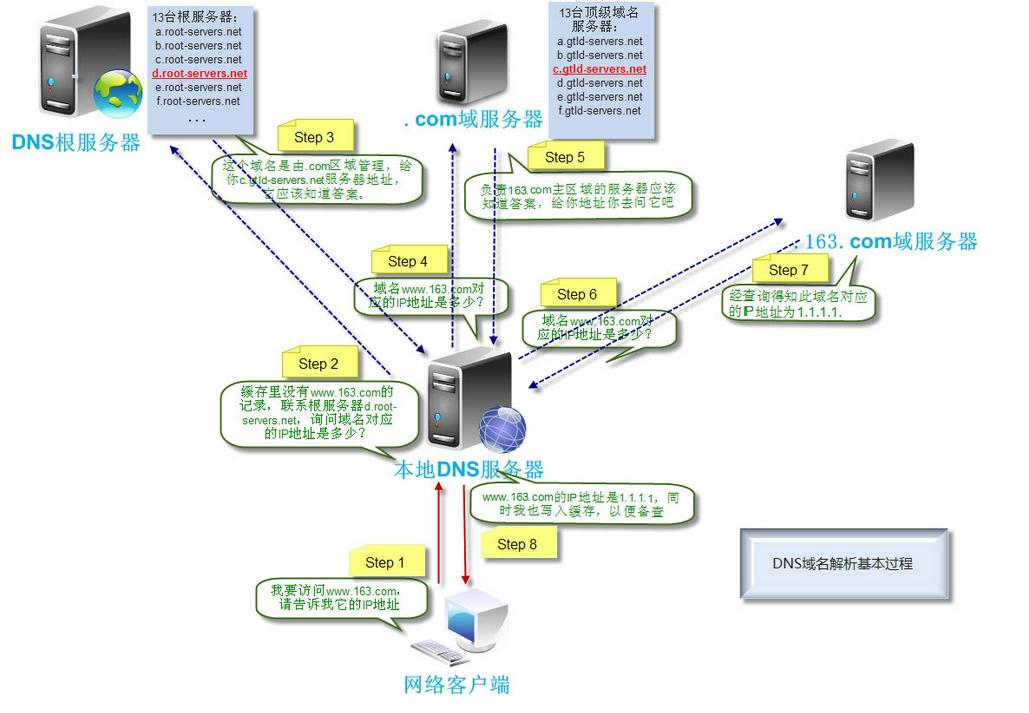 13台根服务器：
a.root-servers.net
b.root-servers.net
c.root-servers.net
d.root-servers.net
e.root-servers.net
f.root-servers.net
...
DNS根服务器
13台顶级域名
服务器：
a.gtld-servers.net
b.gtld-servers.net
c.gtld-servers.net
d.gtld-servers.net
e.gtld-servers.net
f.gtld-servers.net
.com域服务器
Step 3
这个域名是由.com区域管理，给
你c.gtld-servers.net服务器地址，
它应该知道答案。
Step 5
负责163.com主区域的服务器应该
知道答案，给你地址你去问它吧
.163.com域服务器
Step 4
域名www.163.com对
应的IP地址是多少？
Step 6
域名www.163.com对
应的IP地址是多少？
Step 7
经查询得知此域名对应
的IP地址为1.1.1.1.
Step 2
缓存里没有www.163.com的
记录，联系根服务器d.root-
servers.net，询问域名对应
的IP地址是多少？
本地DNS服务器
www.163.com的IP地址是1.1.1.1，同
时我也写入缓存，以便备查
Step 8
Step 1
我要访问www.163.com，
请告诉我它的IP地址
网络客户端
DNS域名解析基本过程